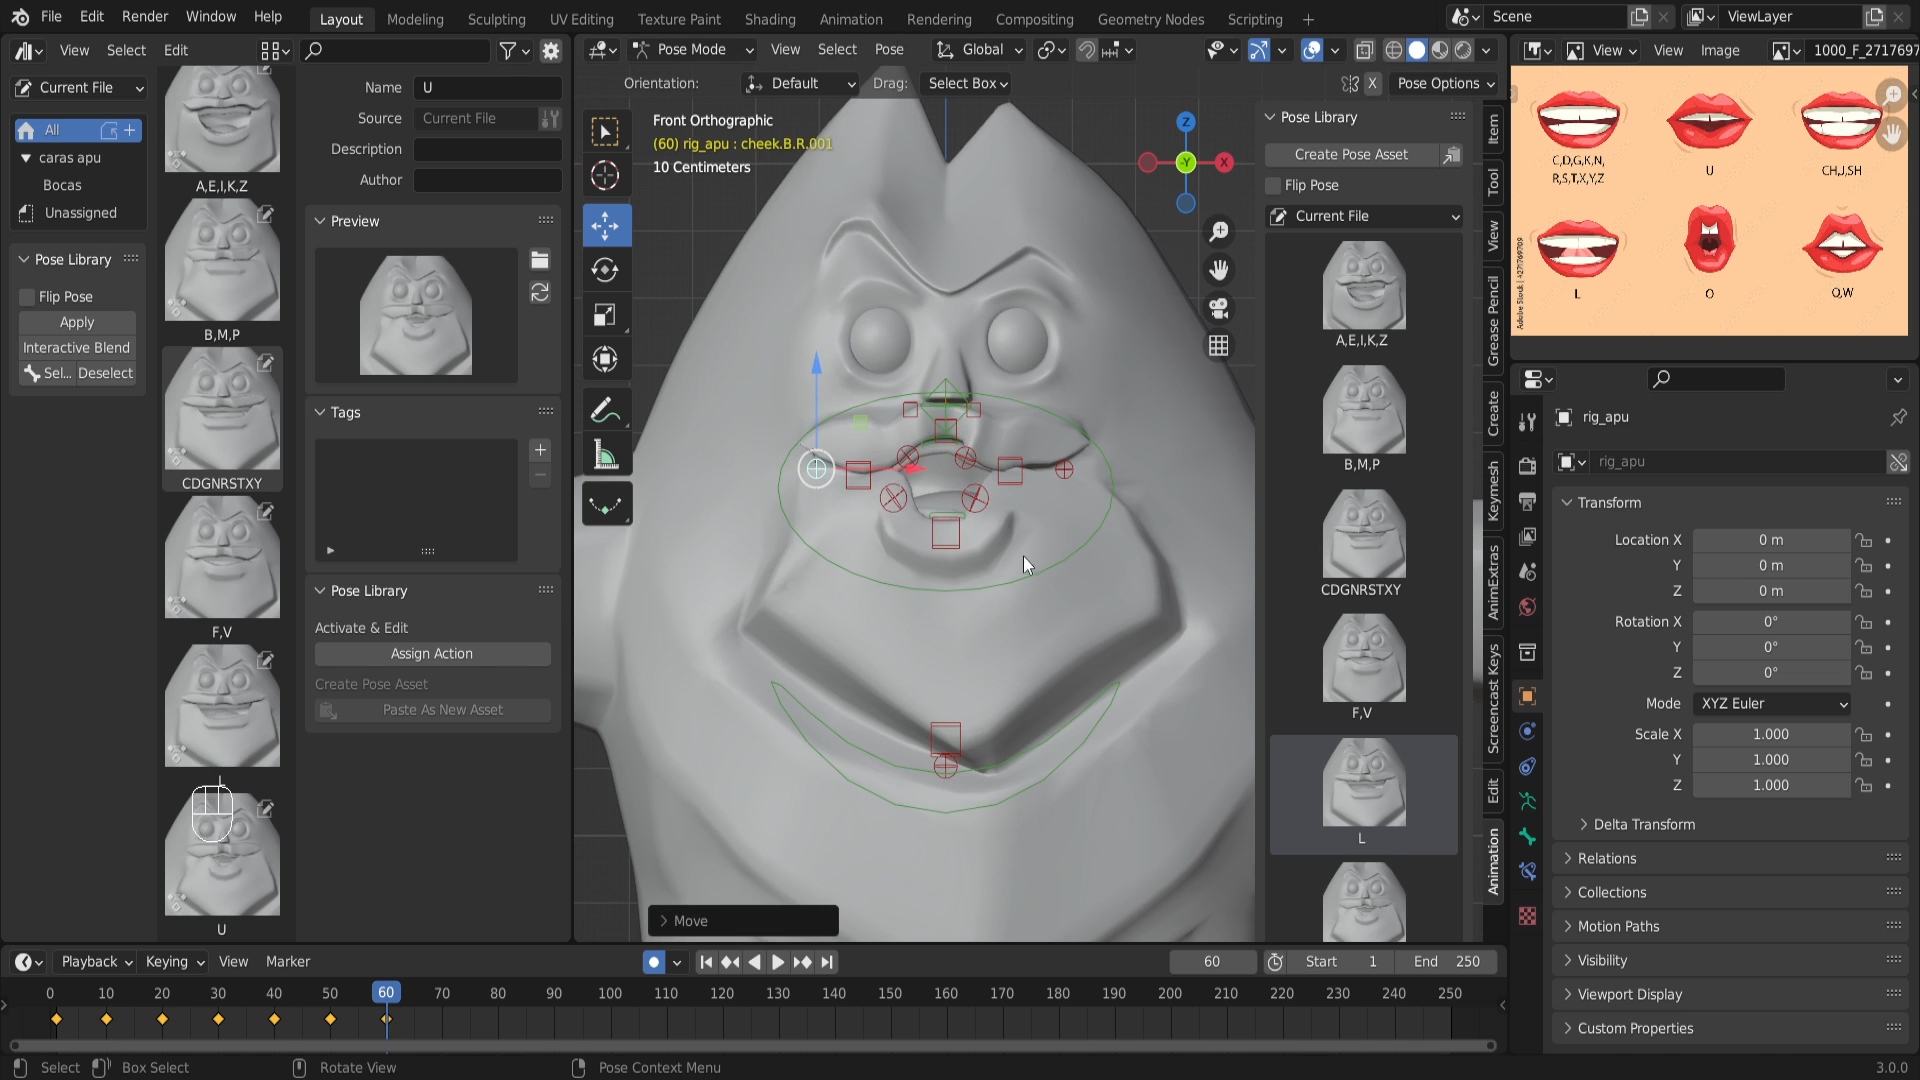 File Edit Render Window Help Layout Modeling Sculpting UV Editing Texture Paint Shading Animation Rendering Compositing Geometry Nodes Scripting + Scene ViewLayer
View Select Edit
Current File
All
caras apu
Bocas
Unassigned
Pose Library
Flip Pose
Apply
Interactive Blend
Sel... Deselect
A,E,I,K,Z
B,M,P
CDGNRSTXY
F,V
U
Name U
Source Current File
Description
Author
Preview
Tags
Pose Library
Activate & Edit
Assign Action
Create Pose Asset
Paste As New Asset
Pose Mode View Select Pose Global
Orientation: Default Drag: Select Box X Pose Options
Front Orthographic
(60) rig_apu : cheek.B.R.001
10 Centimeters
Z
-Y
X
Move
Pose Library
Create Pose Asset
Flip Pose
Current File
A,E,I,K,Z
B,M,P
CDGNRSTXY
F,V
L
Item
Tool
View
Grease Pencil
Create
Keymesh
AnimExtras
Screencast Keys
Edit
Animation
View View Image 1000_F_2717697
C,D,G,K,N,
R,S,T,X,Y,Z
U
CH,J,SH
L
O
Q,W
Adobe Stock | #271769709
rig_apu
rig_apu
Transform
Location X 0 m
Y 0 m
Z 0 m
Rotation X 0°
Y 0°
Z 0°
Mode XYZ Euler
Scale X 1.000
Y 1.000
Z 1.000
Delta Transform
Relations
Collections
Motion Paths
Visibility
Viewport Display
Custom Properties
Playback Keying View Marker 60 Start 1 End 250
0 10 20 30 40 50 60 70 80 90 100 110 120 130 140 150 160 170 180 190 200 210 220 230 240 250
Select Box Select Rotate View Pose Context Menu 3.0.0